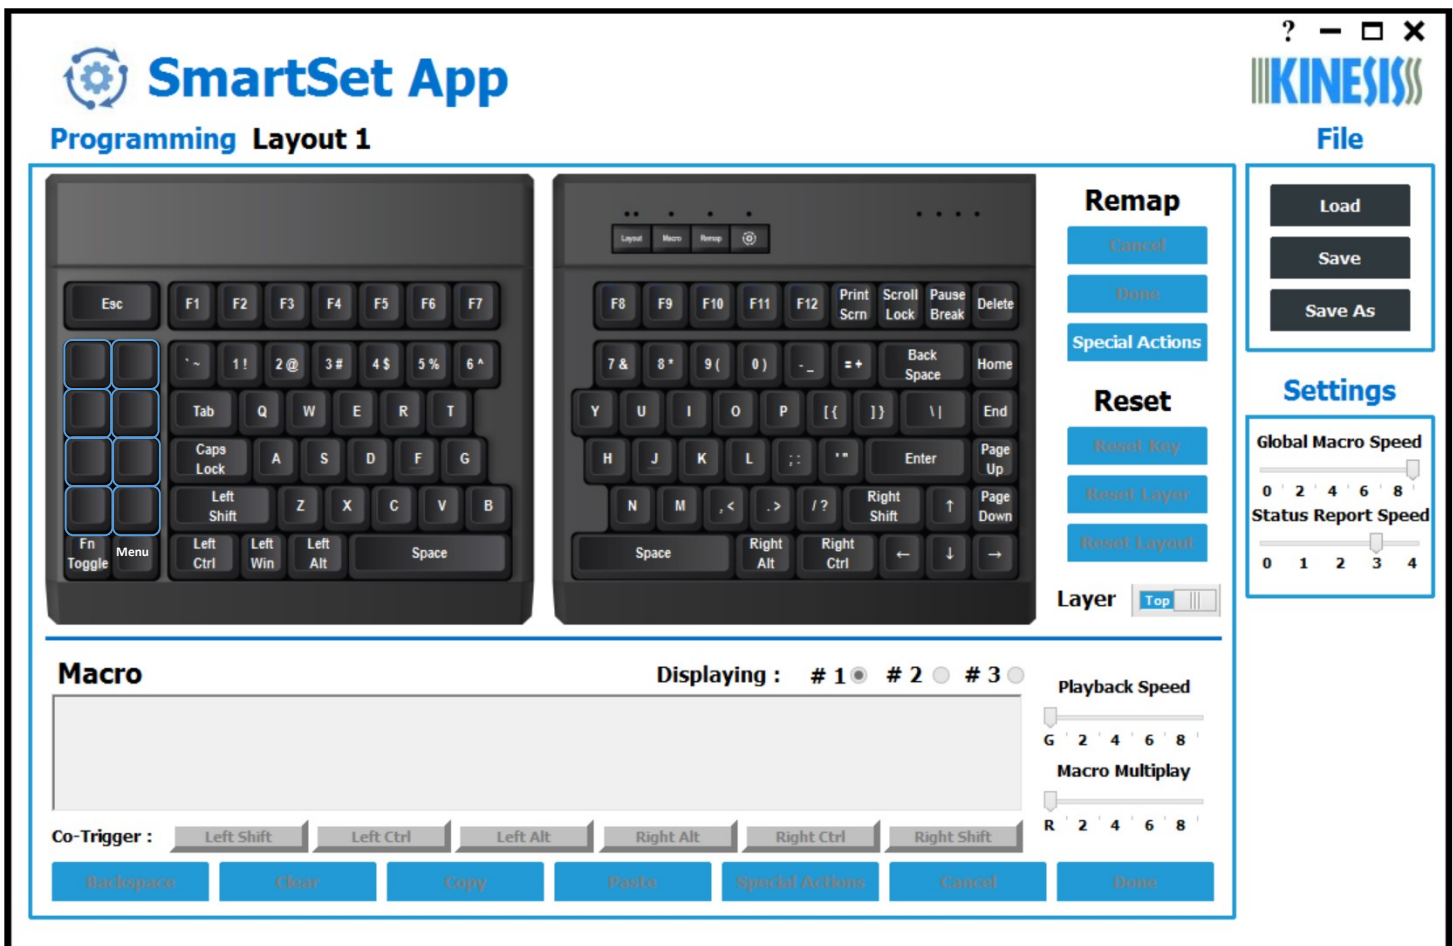 ?
SmartSet App
KINESIS
Programming Layout 1
File
Layout Macro Remap
Remap
Cancel
Done
Special Actions
Load
Save
Save As
Esc F1 F2 F3 F4 F5 F6 F7
F8 F9 F10 F11 F12 Print Scrn Scroll Lock Pause Break Delete
` ~ 1 ! 2 @ 3 # 4 $ 5 % 6 ^
7 & 8 * 9 ( 0 ) - _ = + Back Space Home
Tab Q W E R T
Y U I O P [ { ] } \ | End
Caps Lock A S D F G
H J K L ; : ' " Enter Page Up
Left Shift Z X C V B
N M , < . > / ? Right Shift ↑ Page Down
Fn Toggle Menu Left Ctrl Left Win Left Alt Space
Space Right Alt Right Ctrl ← ↓ →
Reset
Reset Key
Reset Layer
Reset Layout
Layer Top
Settings
Global Macro Speed
0 2 4 6 8
Status Report Speed
0 1 2 3 4
Macro
Displaying : # 1 # 2 # 3
Playback Speed
G 2 4 6 8
Macro Multiplay
R 2 4 6 8
Co-Trigger : Left Shift Left Ctrl Left Alt Right Alt Right Ctrl Right Shift
Backspace Clear Copy Paste Special Actions Cancel Done